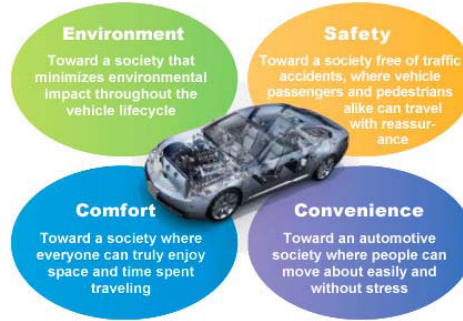 Environment
Toward a society that
minimizes environmental
impact throughout the
vehicle lifecycle
Safety
Toward a society free of traffic
accidents, where vehicle
passengers and pedestrians
alike can travel
with reassur-
ance
Comfort
Toward a society where
everyone can truly enjoy
space and time spent
traveling
Convenience
Toward an automotive
society where people can
move about easily and
without stress